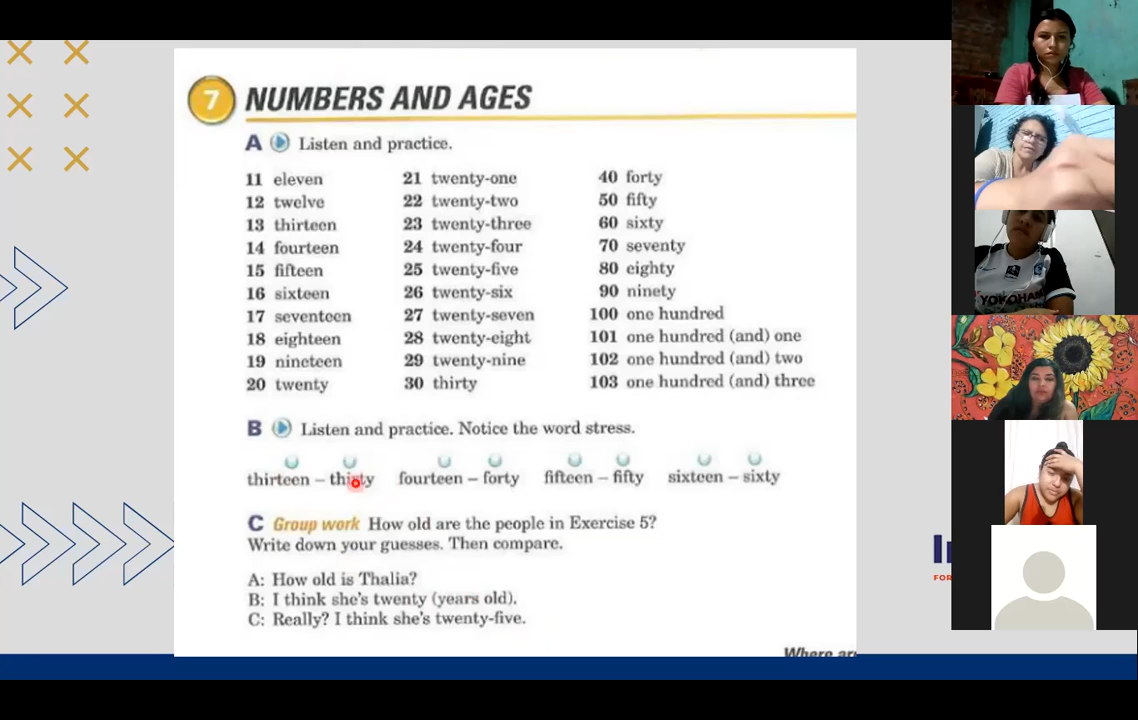 7 NUMBERS AND AGES
A Listen and practice.
11 eleven
12 twelve
13 thirteen
14 fourteen
15 fifteen
16 sixteen
17 seventeen
18 eighteen
19 nineteen
20 twenty
21 twenty-one
22 twenty-two
23 twenty-three
24 twenty-four
25 twenty-five
26 twenty-six
27 twenty-seven
28 twenty-eight
29 twenty-nine
30 thirty
40 forty
50 fifty
60 sixty
70 seventy
80 eighty
90 ninety
100 one hundred
101 one hundred (and) one
102 one hundred (and) two
103 one hundred (and) three
B Listen and practice. Notice the word stress.
thirteen – thirty fourteen – forty fifteen – fifty sixteen – sixty
C Group work How old are the people in Exercise 5?
Write down your guesses. Then compare.
A: How old is Thalia?
B: I think she's twenty (years old).
C: Really? I think she's twenty-five.
Where
FOR
YOKOHAM